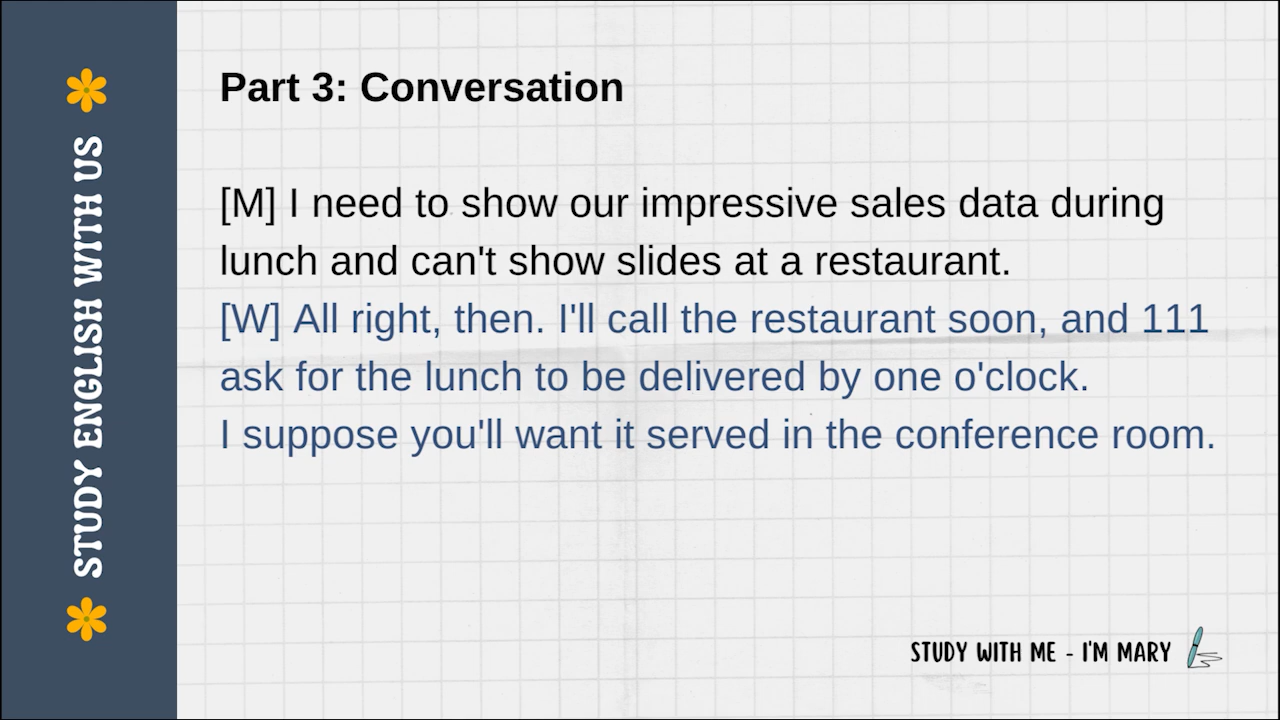 STUDY ENGLISH WITH US
Part 3: Conversation
[M] I need to show our impressive sales data during
lunch and can't show slides at a restaurant.
[W] All right, then. I'll call the restaurant soon, and 111
ask for the lunch to be delivered by one o'clock.
I suppose you'll want it served in the conference room.
STUDY WITH ME - I'M MARY